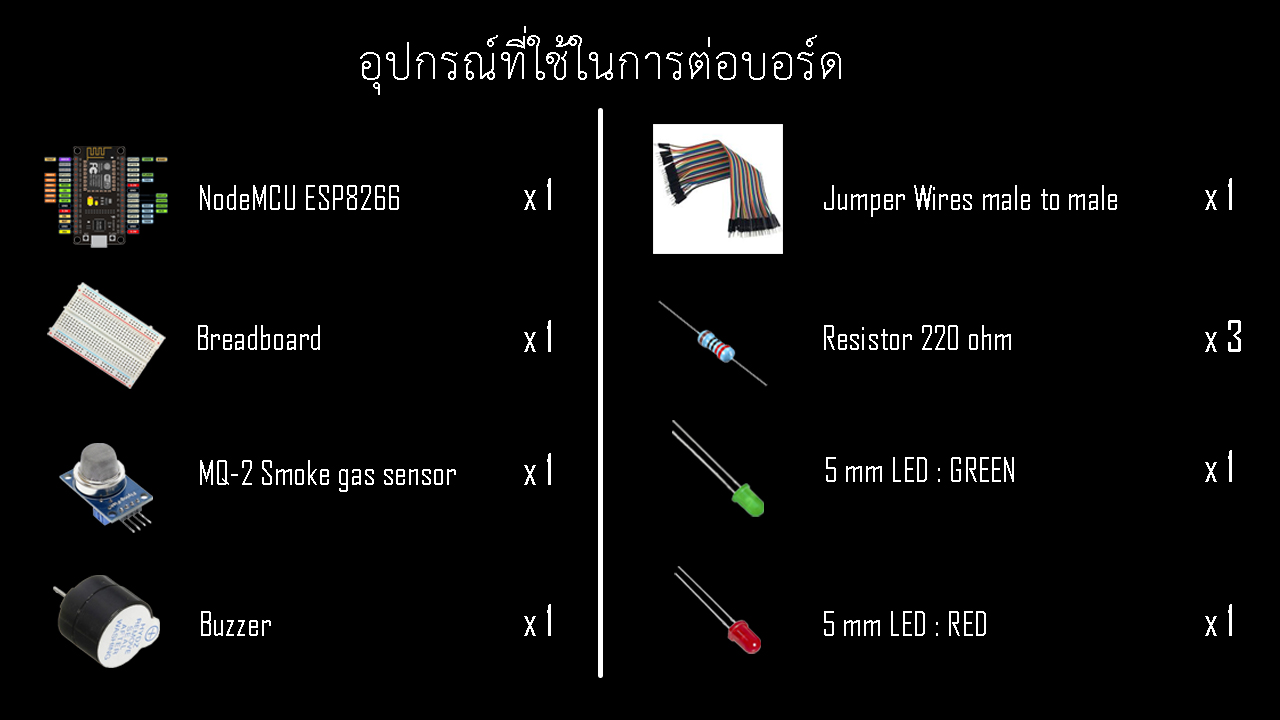 อุปกรณ์ที่ใช้ในการต่อบอร์ด
NodeMCU ESP8266 x 1
Breadboard x 1
MQ-2 Smoke gas sensor x 1
Buzzer x 1
Jumper Wires male to male x 1
Resistor 220 ohm x 3
5 mm LED : GREEN x 1
5 mm LED : RED x 1